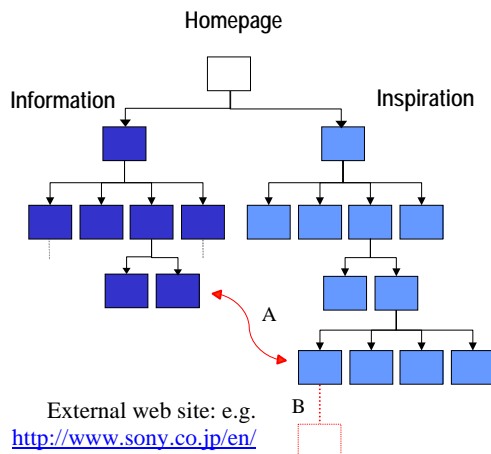 Homepage
Information
Inspiration
A
B
External web site: e.g.
http://www.sony.co.jp/en/